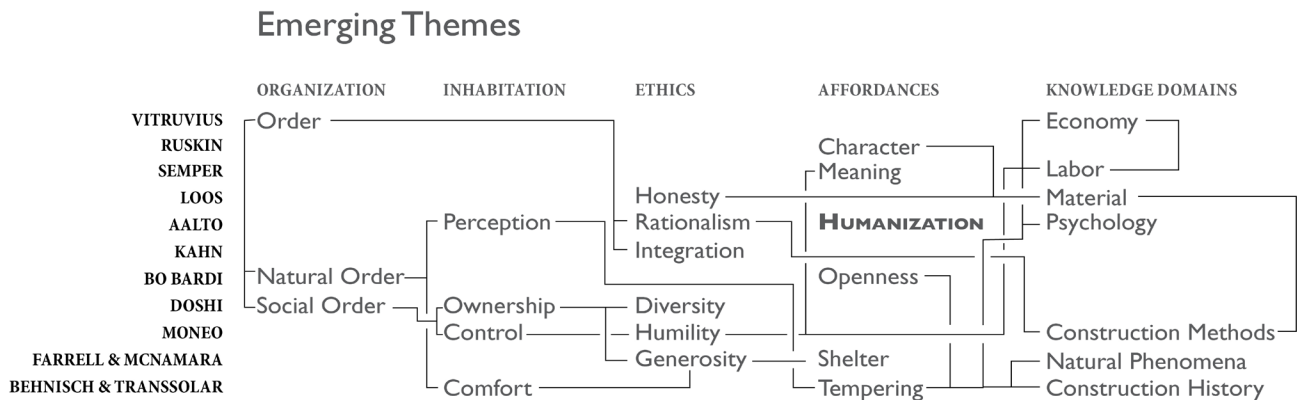 Emerging Themes
ORGANIZATION INHABITATION ETHICS AFFORDANCES KNOWLEDGE DOMAINS
VITRUVIUS Order Economy
RUSKIN Character
SEMPER Meaning Labor
LOOS Honesty Material
AALTO Perception Rationalism HUMANIZATION Psychology
KAHN Integration
BO BARDI Natural Order Openness
DOSHI Social Order Ownership Diversity
MONEO Control Humility Construction Methods
FARRELL & MCNAMARA Generosity Shelter Natural Phenomena
BEHNISCH & TRANSSOLAR Comfort Tempering Construction History